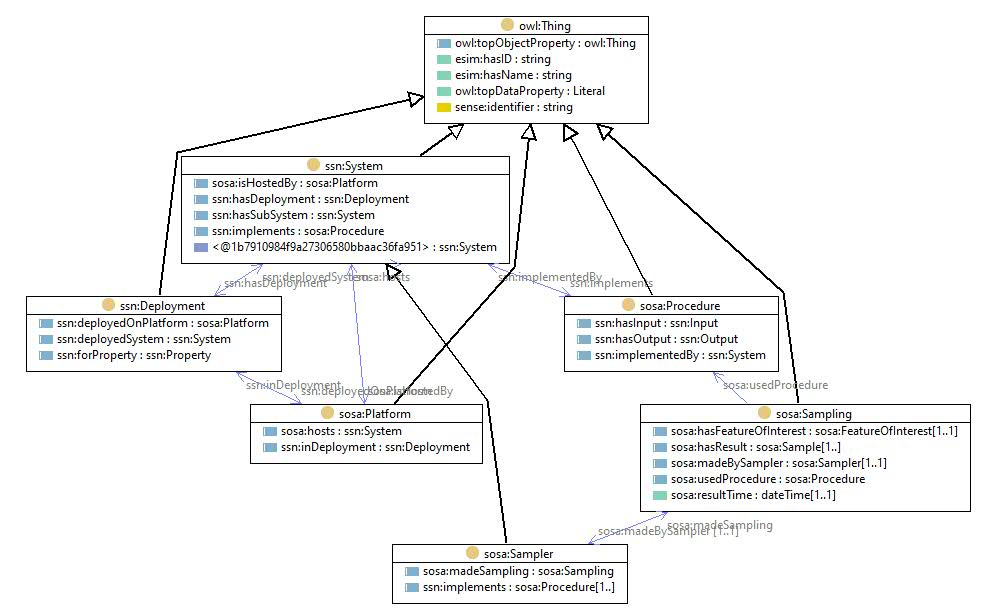 owl:Thing
owl:topObjectProperty : owl:Thing
esim:hasID : string
esim:hasName : string
owl:topDataProperty : Literal
sense:identifier : string
ssn:System
sosa:isHostedBy : sosa:Platform
ssn:hasDeployment : ssn:Deployment
ssn:hasSubSystem : ssn:System
ssn:implements : sosa:Procedure
<@1b7910984f9a27306580bbaac36fa951> : ssn:System
ssn:deployedSystem
sosa:hosts
ssn:implementedBy
ssn:hasDeployment
ssn:implements
ssn:Deployment
ssn:deployedOnPlatform : sosa:Platform
ssn:deployedSystem : ssn:System
ssn:forProperty : ssn:Property
sosa:Procedure
ssn:hasInput : ssn:Input
ssn:hasOutput : ssn:Output
ssn:implementedBy : ssn:System
ssn:inDeployment
ssn:deployedOnPlatform
sosa:isHostedBy
sosa:usedProcedure
sosa:Platform
sosa:hosts : ssn:System
ssn:inDeployment : ssn:Deployment
sosa:Sampling
sosa:hasFeatureOfInterest : sosa:FeatureOfInterest[1..1]
sosa:hasResult : sosa:Sample[1..]
sosa:madeBySampler : sosa:Sampler[1..1]
sosa:usedProcedure : sosa:Procedure
sosa:resultTime : dateTime[1..1]
sosa:madeSampling
sosa:madeBySampler [1..1]
sosa:Sampler
sosa:madeSampling : sosa:Sampling
ssn:implements : sosa:Procedure[1..]